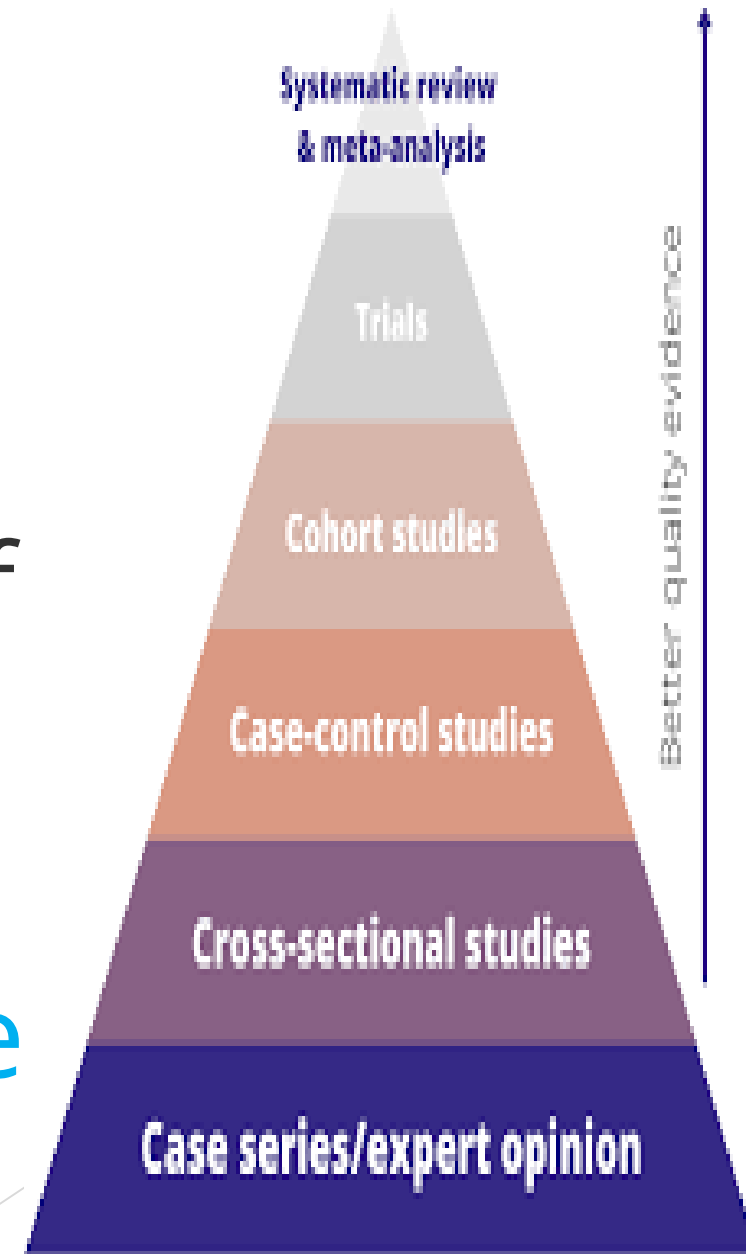 Systematic review
& meta-analysis
Trials
Cohort studies
Case-control studies
Cross-sectional studies
Case series/expert opinion
Better quality evidence
f
e